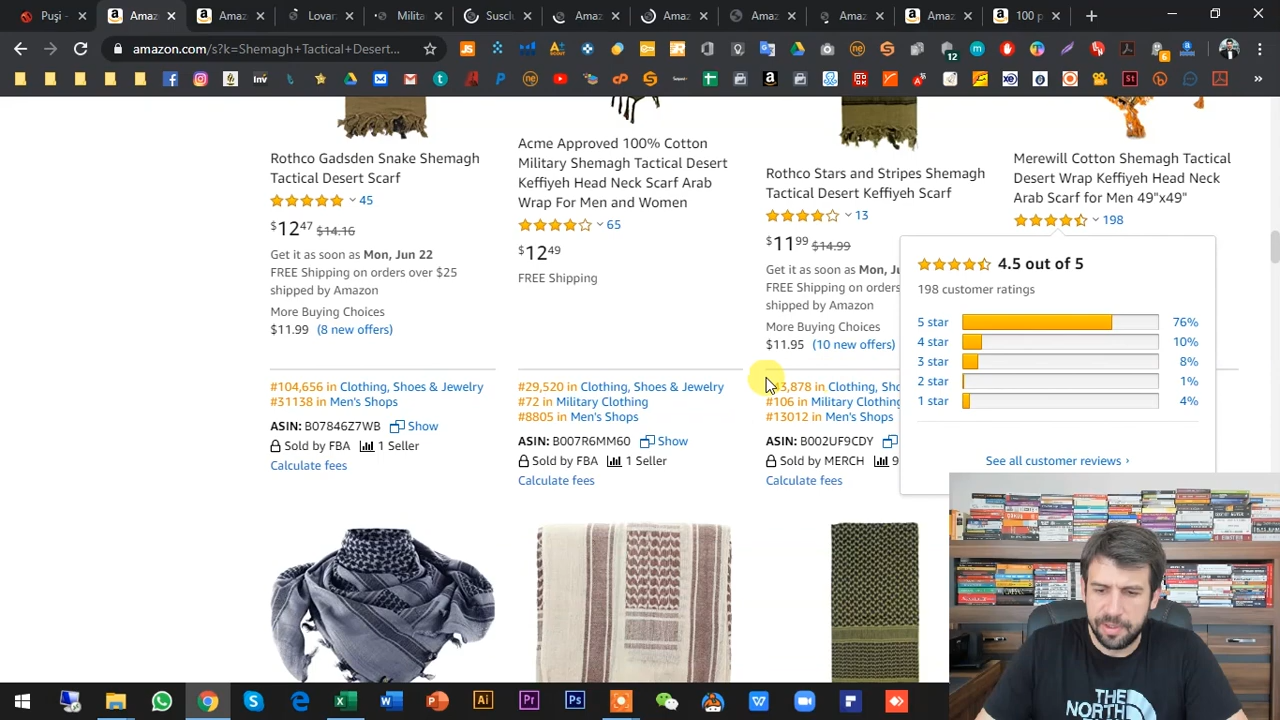 Puşi
Amaz
Amaz
Lovar
Milita
Susclu
Amaz
Amaz
Amaz
Amaz
100 p
amazon.com/s?k=Shemagh+Tactical+Desert...
Rothco Gadsden Snake Shemagh
Tactical Desert Scarf
45
$12.47 $14.16
Get it as soon as Mon, Jun 22
FREE Shipping on orders over $25
shipped by Amazon
More Buying Choices
$11.99 (8 new offers)
#104,656 in Clothing, Shoes & Jewelry
#31138 in Men's Shops
ASIN: B07846Z7WB Show
Sold by FBA 1 Seller
Calculate fees
Acme Approved 100% Cotton
Military Shemagh Tactical Desert
Keffiyeh Head Neck Scarf Arab
Wrap For Men and Women
65
$12.49
FREE Shipping
#29,520 in Clothing, Shoes & Jewelry
#72 in Military Clothing
#8805 in Men's Shops
ASIN: B007R6MM60 Show
Sold by FBA 1 Seller
Calculate fees
Rothco Stars and Stripes Shemagh
Tactical Desert Keffiyeh Scarf
13
$11.99 $14.99
Get it as soon as Mon, Ju
FREE Shipping on orders
shipped by Amazon
More Buying Choices
$11.95 (10 new offers)
3,878 in Clothing, Sho
#106 in Military Clothing
#13012 in Men's Shops
ASIN: B002UF9CDY
Sold by MERCH 9
Calculate fees
Merewill Cotton Shemagh Tactical
Desert Wrap Keffiyeh Head Neck
Arab Scarf for Men 49"x49"
198
4.5 out of 5
198 customer ratings
5 star 76%
4 star 10%
3 star 8%
2 star 1%
1 star 4%
See all customer reviews ›
THE
NORTH